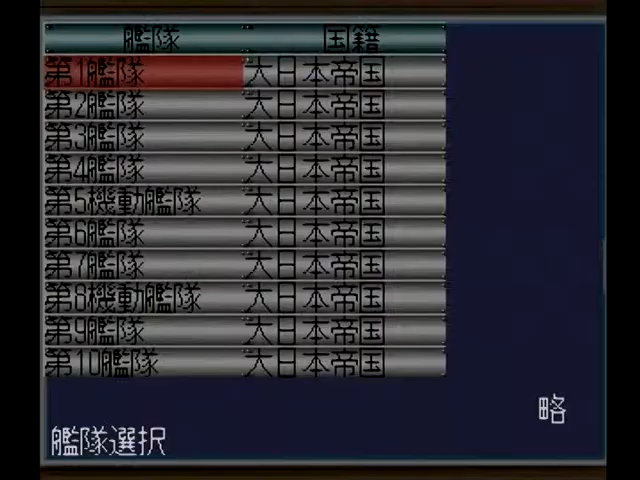 艦隊 国籍
第1艦隊 大日本帝国
第2艦隊 大日本帝国
第3艦隊 大日本帝国
第4艦隊 大日本帝国
第5機動艦隊 大日本帝国
第6艦隊 大日本帝国
第7艦隊 大日本帝国
第8機動艦隊 大日本帝国
第9艦隊 大日本帝国
第10艦隊 大日本帝国
略
艦隊選択